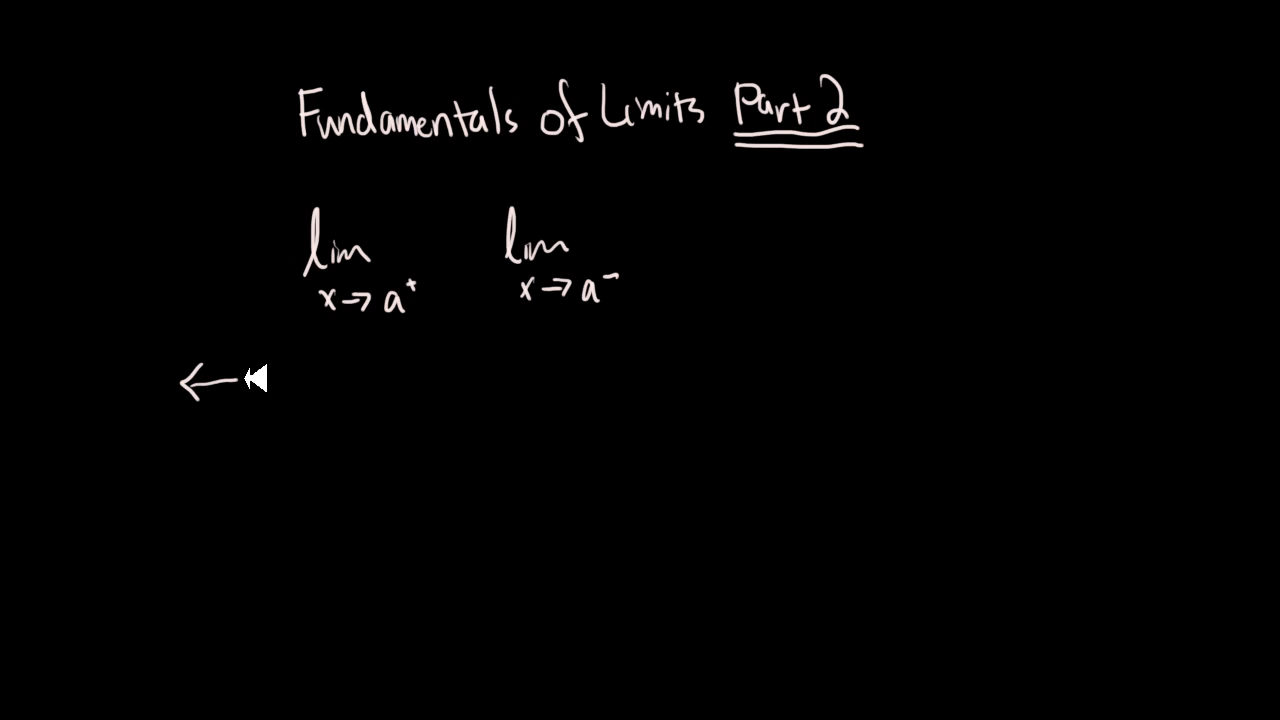 Fundamentals of Limits Part 2
lim lim
x→a⁺ x→a⁻
←